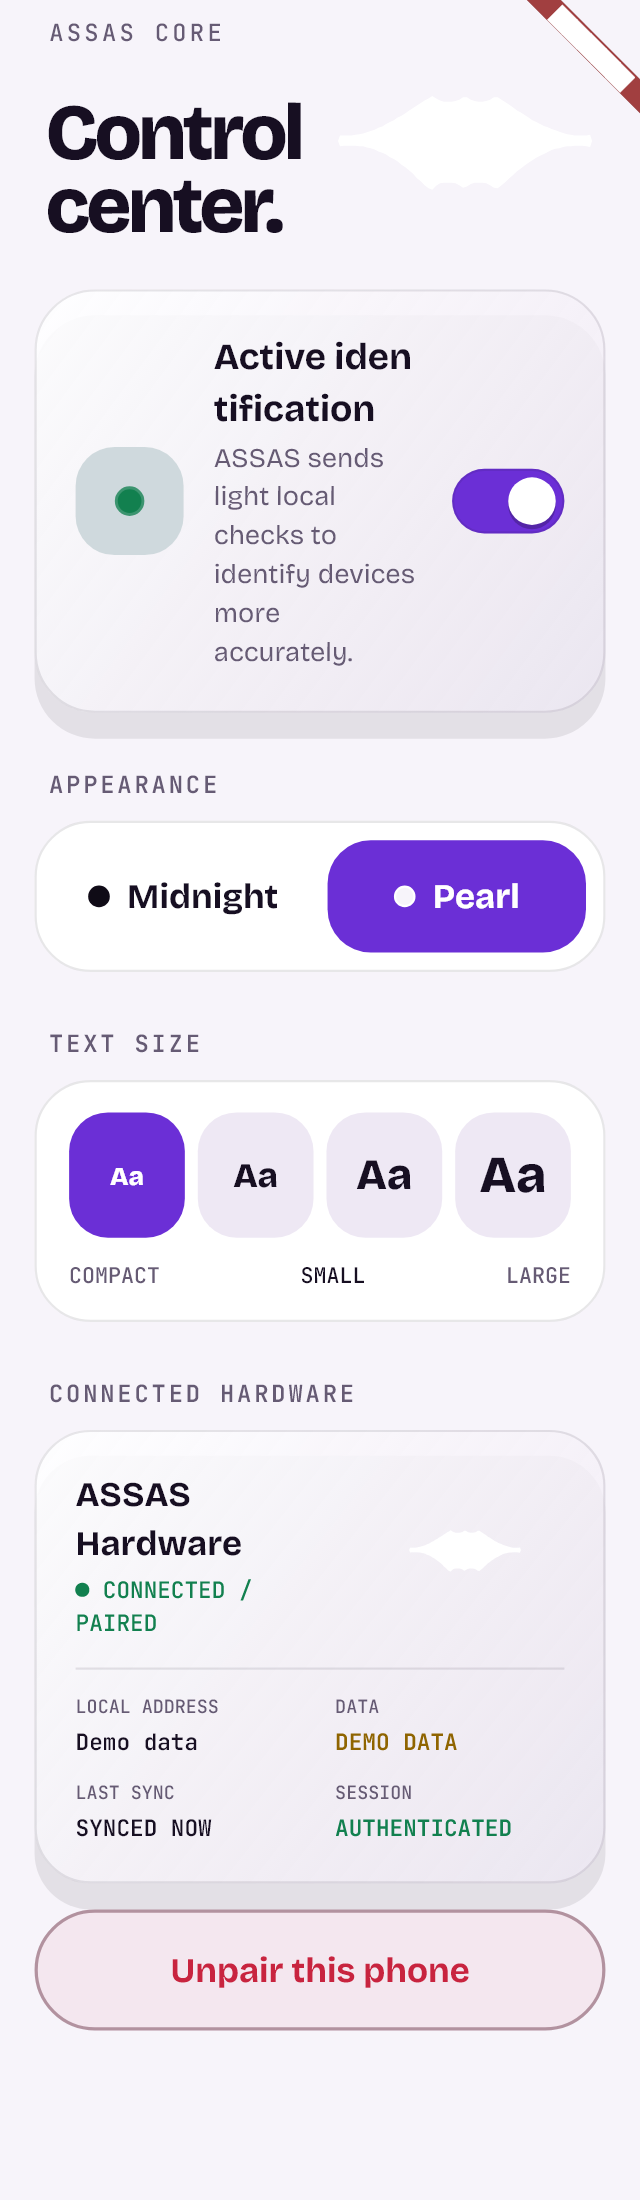 ASSAS CORE
Control
center.
Active iden
tification
ASSAS sends
light local
checks to
identify devices
more
accurately.
APPEARANCE
Midnight
Pearl
TEXT SIZE
Aa
Aa
Aa
Aa
COMPACT
SMALL
LARGE
CONNECTED HARDWARE
ASSAS
Hardware
CONNECTED /
PAIRED
LOCAL ADDRESS
DATA
Demo data
DEMO DATA
LAST SYNC
SESSION
SYNCED NOW
AUTHENTICATED
Unpair this phone